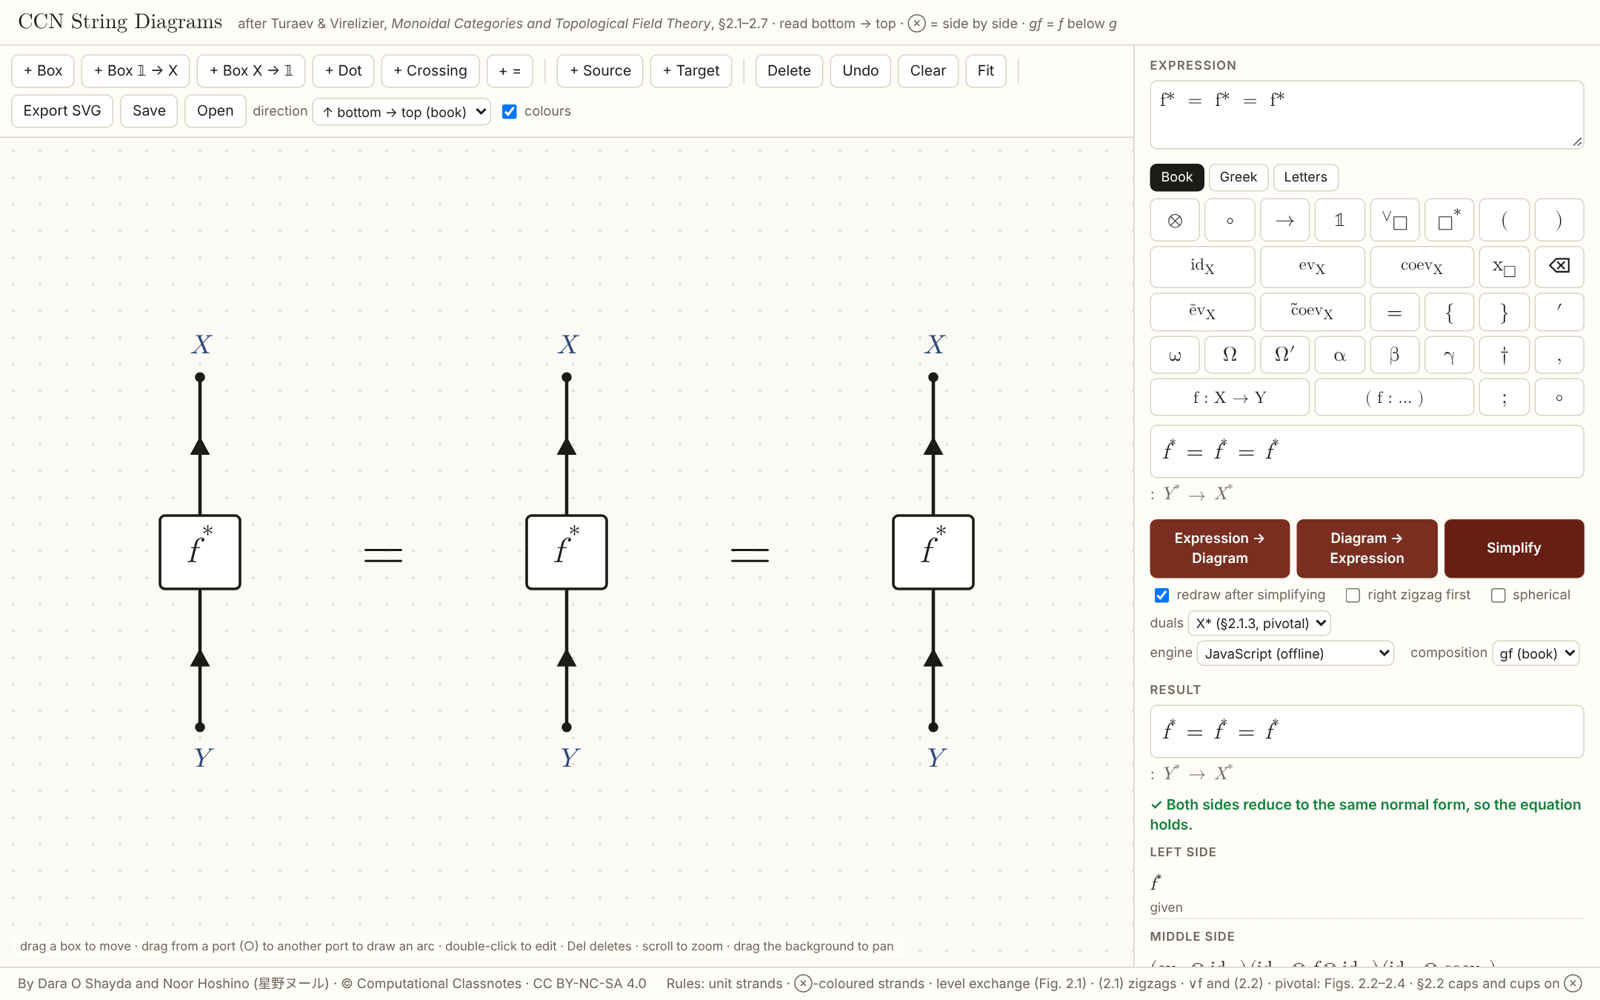 CCN String Diagrams after Turaev & Virelizier, Monoidal Categories and Topological Field Theory, §2.1–2.7 · read bottom → top · ⊗ = side by side · gf = f below g
+ Box + Box 𝟙 → X + Box X → 𝟙 + Dot + Crossing + = + Source + Target Delete Undo Clear Fit
Export SVG Save Open direction ↑ bottom → top (book) colours
X X X
f* = f* = f*
Y Y Y
drag a box to move · drag from a port (○) to another port to draw an arc · double-click to edit · Del deletes · scroll to zoom · drag the background to pan
EXPRESSION
f* = f* = f*
Book Greek Letters
⊗ ∘ → 𝟙 ∨□ □* ( )
id_X ev_X coev_X x_□ ⌫
ẽv_X c͂oev_X = { } ′
ω Ω Ω′ α β γ † ,
f : X → Y ( f : ... ) ; ∘
f* = f* = f*
: Y* → X*
Expression → Diagram
Diagram → Expression
Simplify
redraw after simplifying right zigzag first spherical
duals X* (§2.1.3, pivotal)
engine JavaScript (offline) composition gf (book)
RESULT
f* = f* = f*
: Y* → X*
✓ Both sides reduce to the same normal form, so the equation
holds.
LEFT SIDE
f*
given
MIDDLE SIDE
By Dara O Shayda and Noor Hoshino (星野ヌール) · © Computational Classnotes · CC BY-NC-SA 4.0 Rules: unit strands · ⊗-coloured strands · level exchange (Fig. 2.1) · (2.1) zigzags · ∨f and (2.2) · pivotal: Figs. 2.2–2.4 · §2.2 caps and cups on ⊗